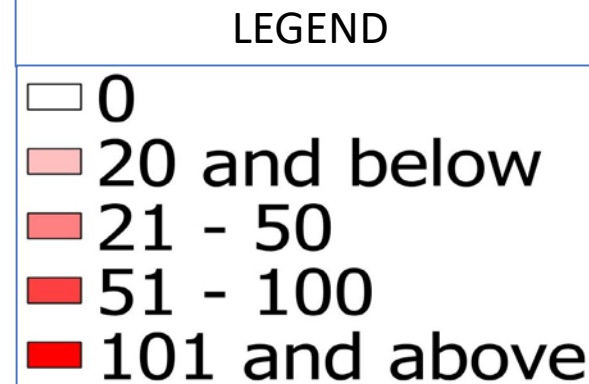 LEGEND
0
20 and below
21 - 50
51 - 100
101 and above